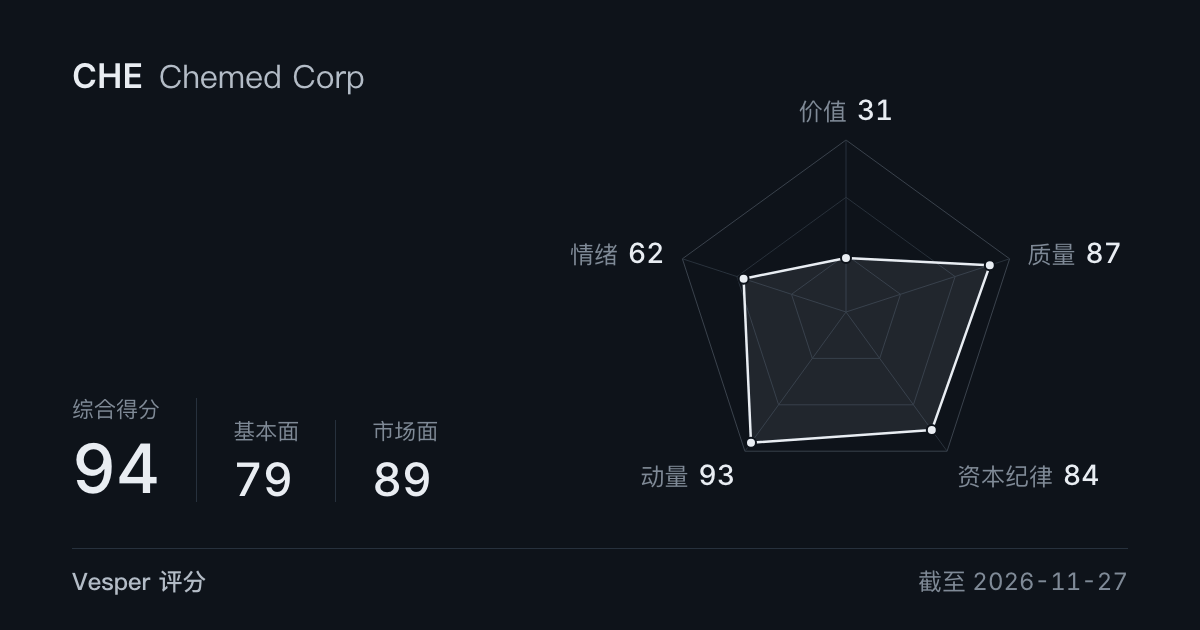 CHE Chemed Corp
价值 31
情绪 62
质量 87
动量 93
资本纪律 84
综合得分
94
基本面
79
市场面
89
Vesper 评分
截至 2026-11-27